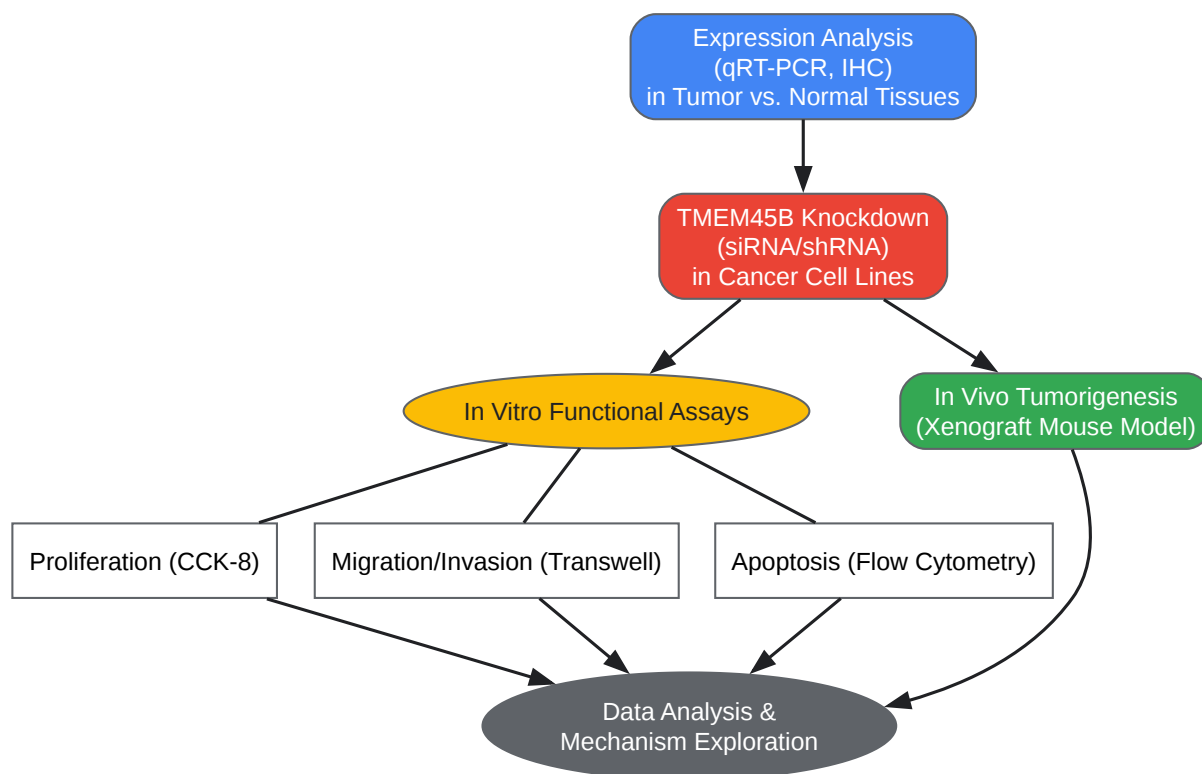 Expression Analysis
(qRT-PCR, IHC)
in Tumor vs. Normal Tissues
TMEM45B Knockdown
(siRNA/shRNA)
in Cancer Cell Lines
In Vitro Functional Assays
In Vivo Tumorigenesis
(Xenograft Mouse Model)
Proliferation (CCK-8)
Migration/Invasion (Transwell)
Apoptosis (Flow Cytometry)
Data Analysis &
Mechanism Exploration